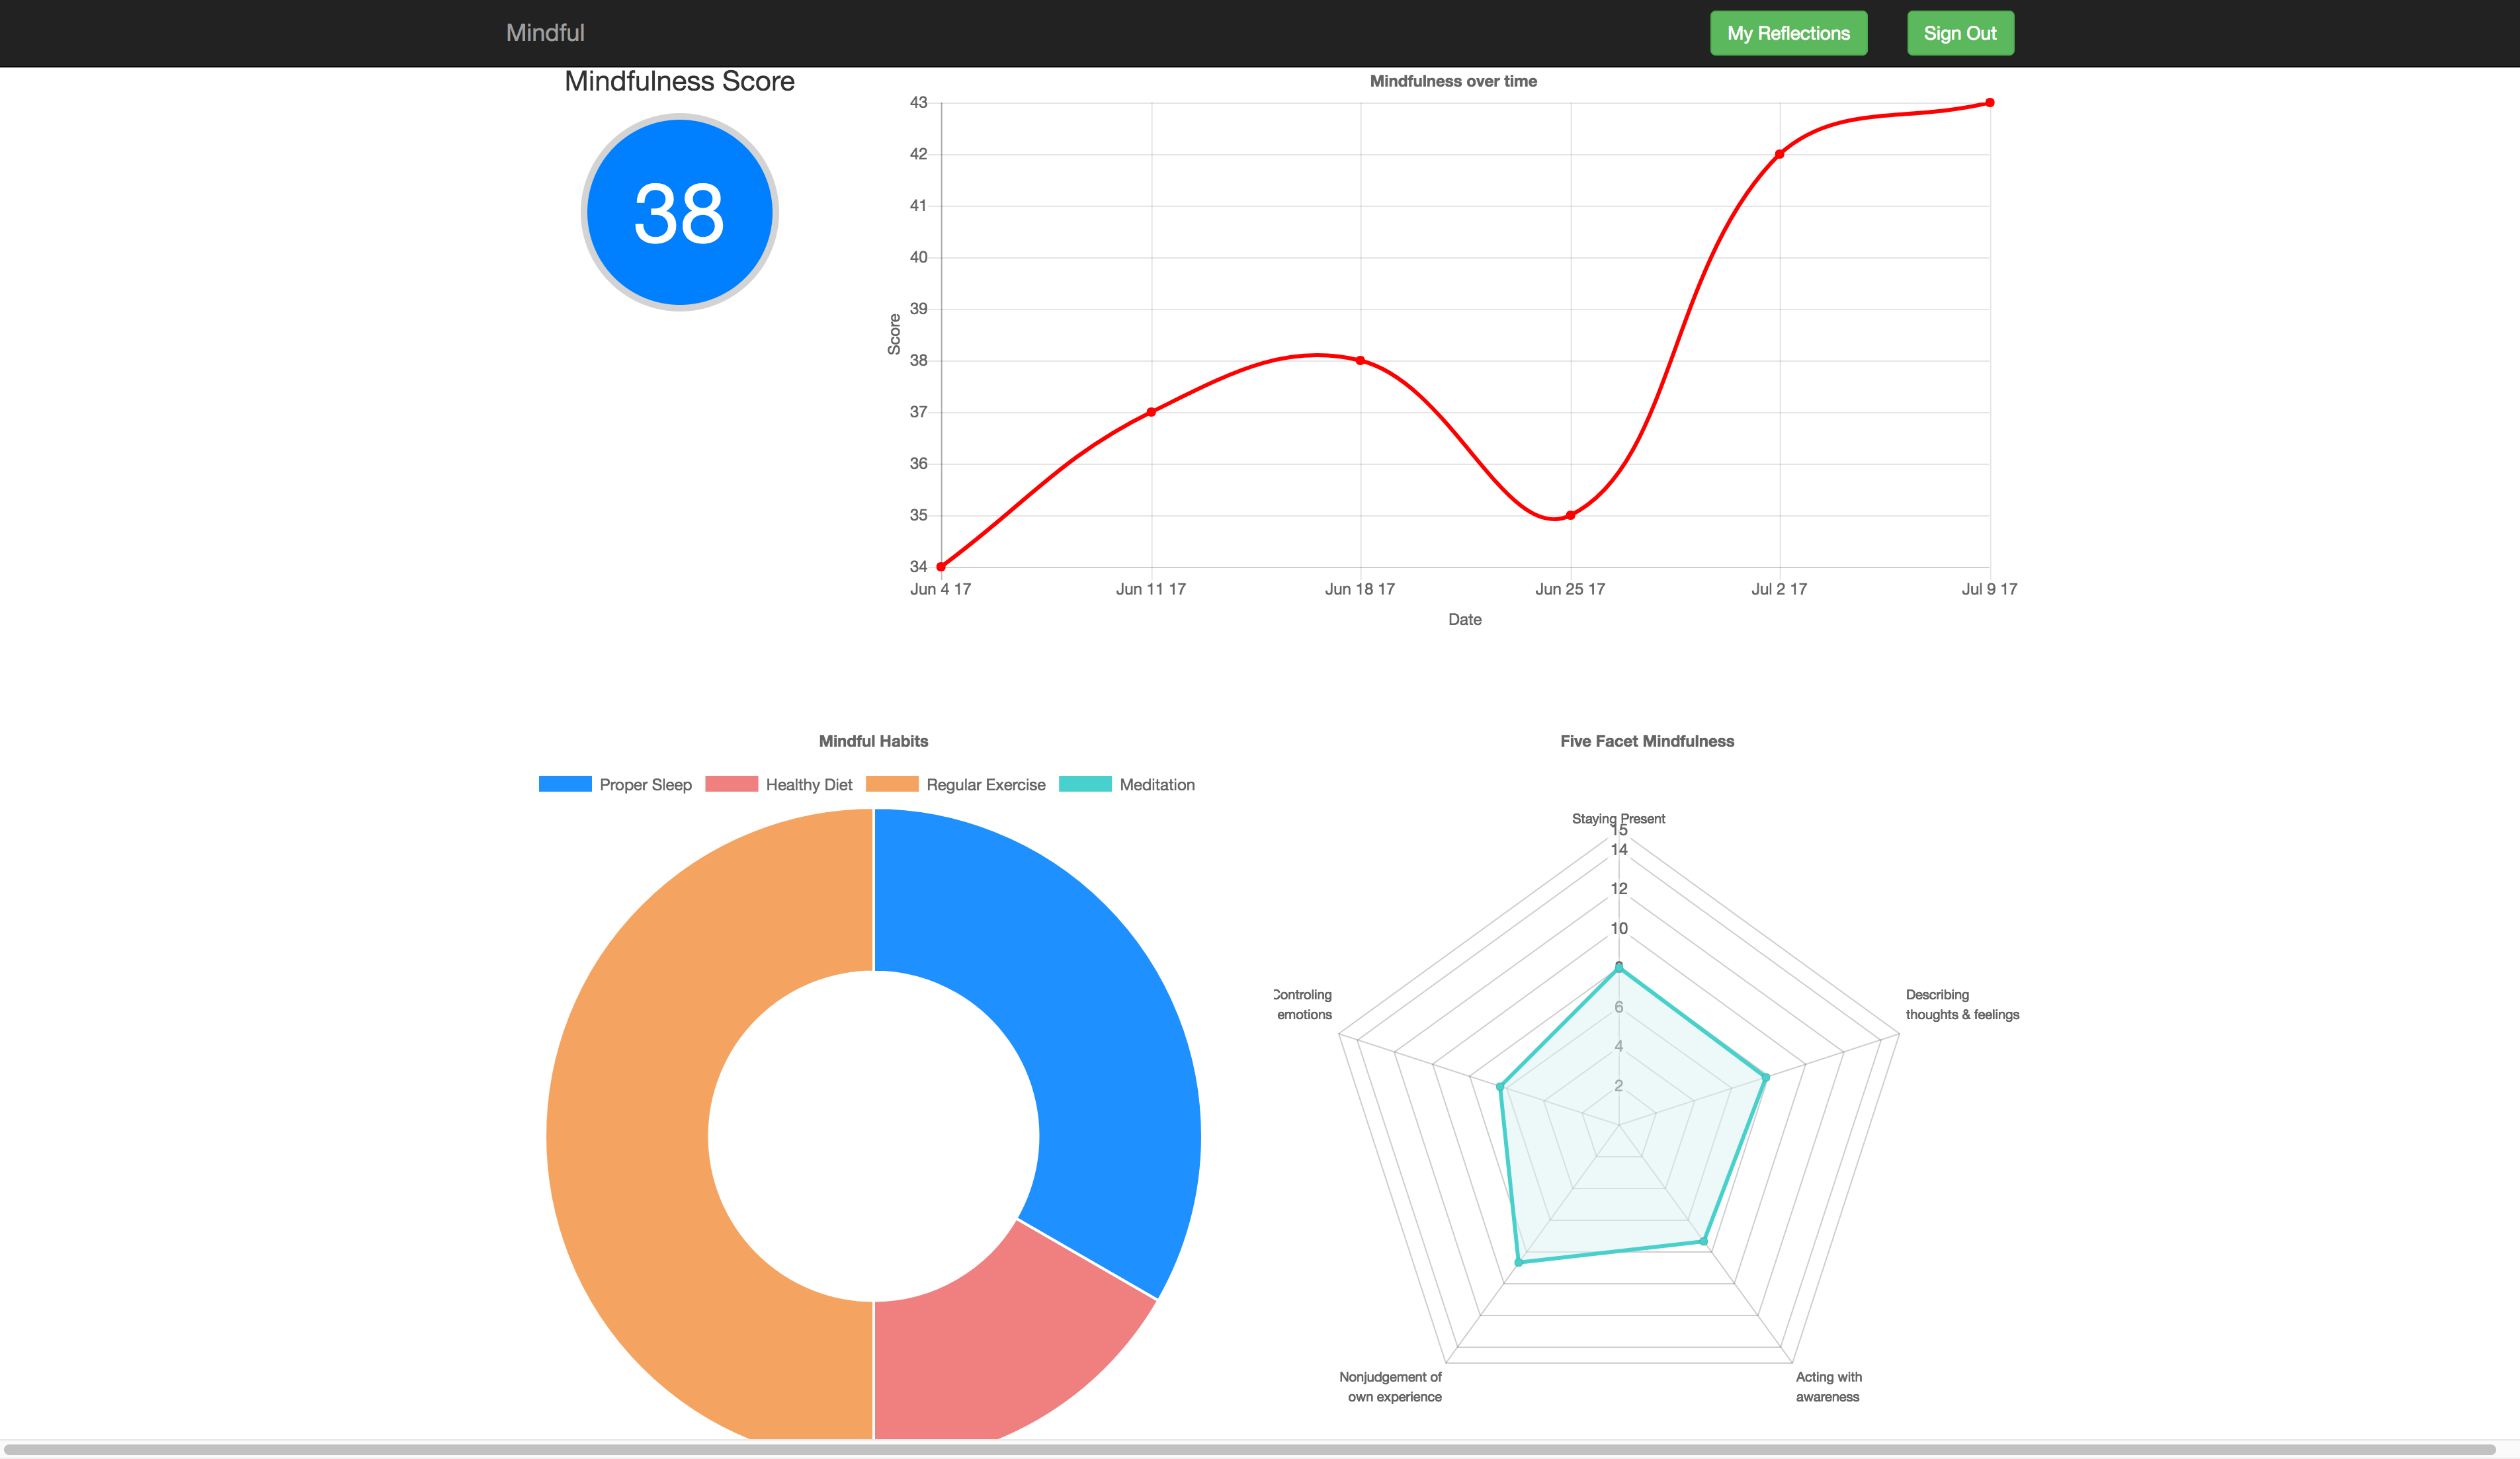 Mindful
My Reflections
Sign Out
Mindfulness Score
38
Mindfulness over time
43
42
41
40
39
38
37
36
35
34
Score
Jun 4 17
Jun 11 17
Jun 18 17
Jun 25 17
Jul 2 17
Jul 9 17
Date
Mindful Habits
Proper Sleep
Healthy Diet
Regular Exercise
Meditation
Five Facet Mindfulness
Staying Present
15
14
12
10
6
4
2
Describing
thoughts & feelings
Controling
emotions
Nonjudgement of
own experience
Acting with
awareness